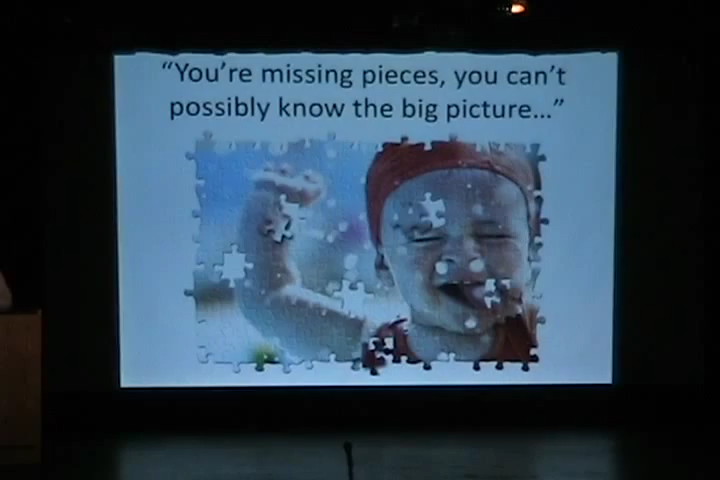 “You’re missing pieces, you can’t
possibly know the big picture…”